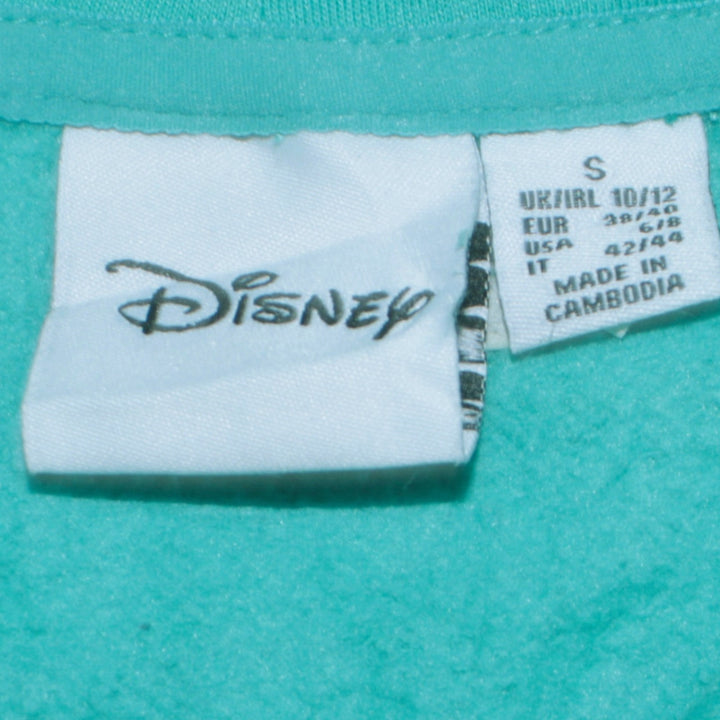 Disney
S
UK/IRL 10/12
EUR 38/40
USA 6/8
IT 42/44
MADE IN
CAMBODIA